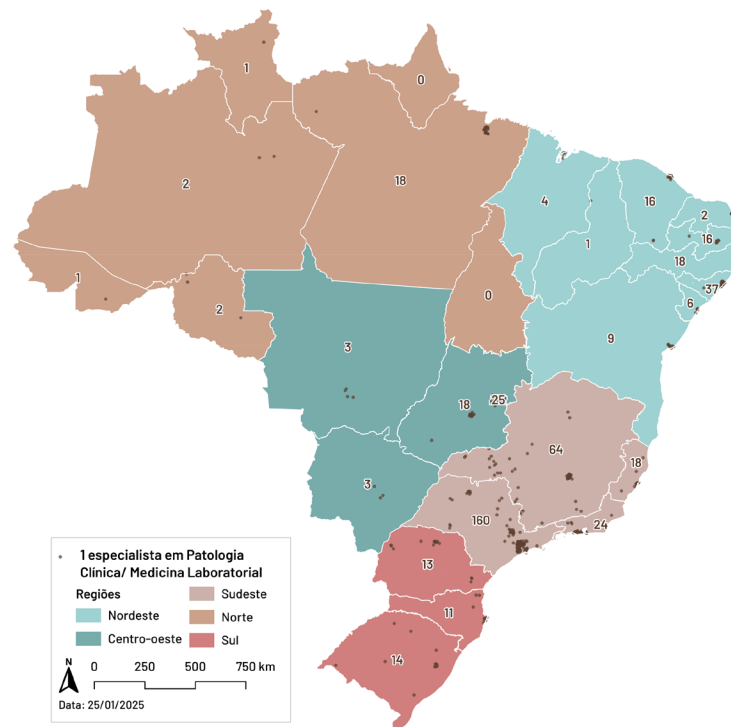 1
0
2
18
4
16
2
16
1
18
37
6
1
2
0
9
3
18
25
64
18
3
160
24
13
11
14
1 especialista em Patologia
Clínica/ Medicina Laboratorial
Regiões
Sudeste
Nordeste
Norte
Centro-oeste
Sul
N
0 250 500 750 km
Data: 25/01/2025